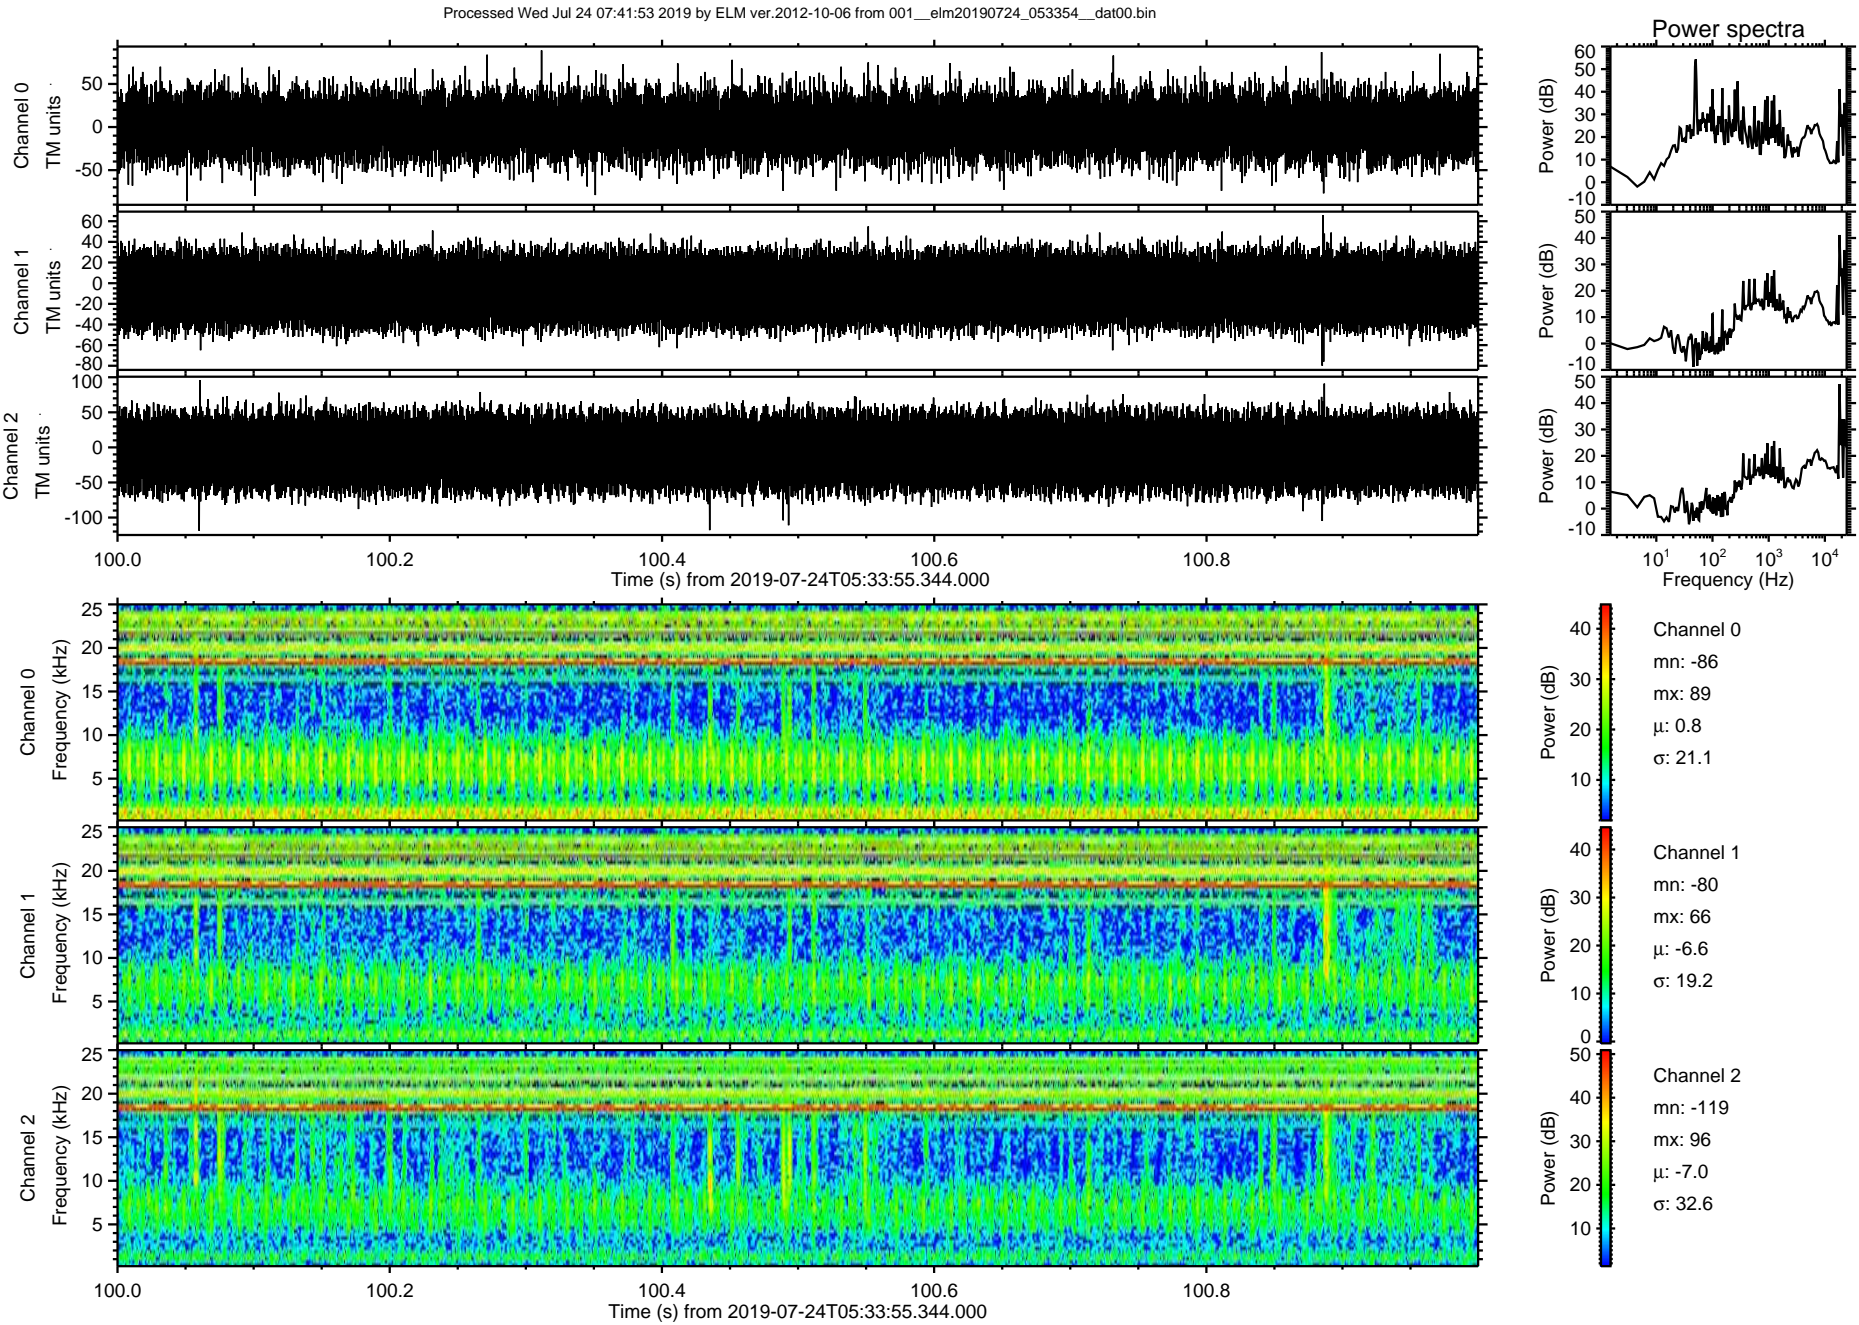 Processed Wed Jul 24 07:41:53 2019 by ELM ver.2012-10-06 from 001__elm20190724_053354__dat00.bin
Power spectra
Channel 0
TM units
50
0
-50
Power (dB)
60
50
40
30
20
10
0
-10
Channel 1
TM units
60
40
20
0
-20
-40
-60
-80
Power (dB)
50
40
30
20
10
0
-10
Channel 2
TM units
100
50
0
-50
-100
Power (dB)
50
40
30
20
10
0
-10
100.0 100.2 100.4 100.6 100.8
Time (s) from 2019-07-24T05:33:55.344.000
10^1 10^2 10^3 10^4
Frequency (Hz)
Channel 0
Frequency (kHz)
25
20
15
10
5
Power (dB)
40
30
20
10
Channel 0
mn: -86
mx: 89
μ: 0.8
σ: 21.1
Channel 1
Frequency (kHz)
25
20
15
10
5
Power (dB)
40
30
20
10
0
Channel 1
mn: -80
mx: 66
μ: -6.6
σ: 19.2
Channel 2
Frequency (kHz)
25
20
15
10
5
Power (dB)
50
40
30
20
10
Channel 2
mn: -119
mx: 96
μ: -7.0
σ: 32.6
100.0 100.2 100.4 100.6 100.8
Time (s) from 2019-07-24T05:33:55.344.000